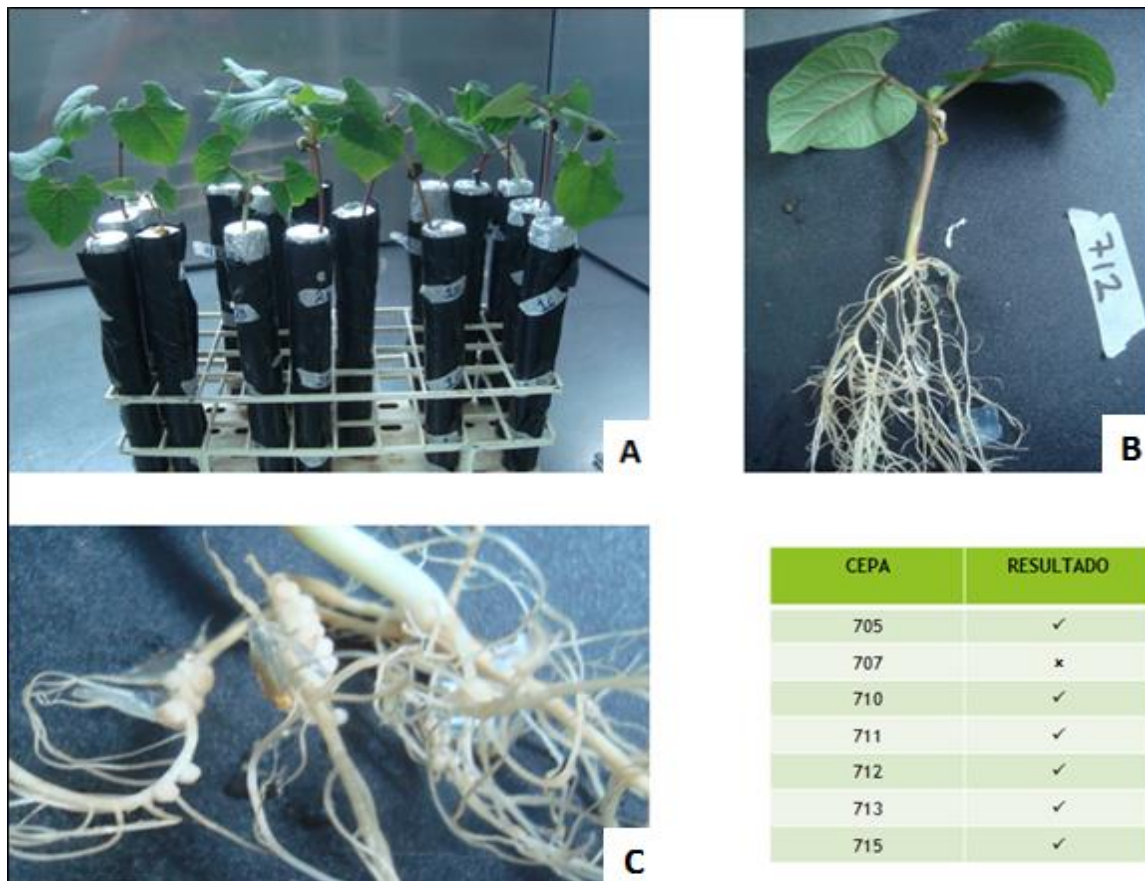 A
B
712
C
CEPA RESULTADO
705 ✓
707 x
710 ✓
711 ✓
712 ✓
713 ✓
715 ✓